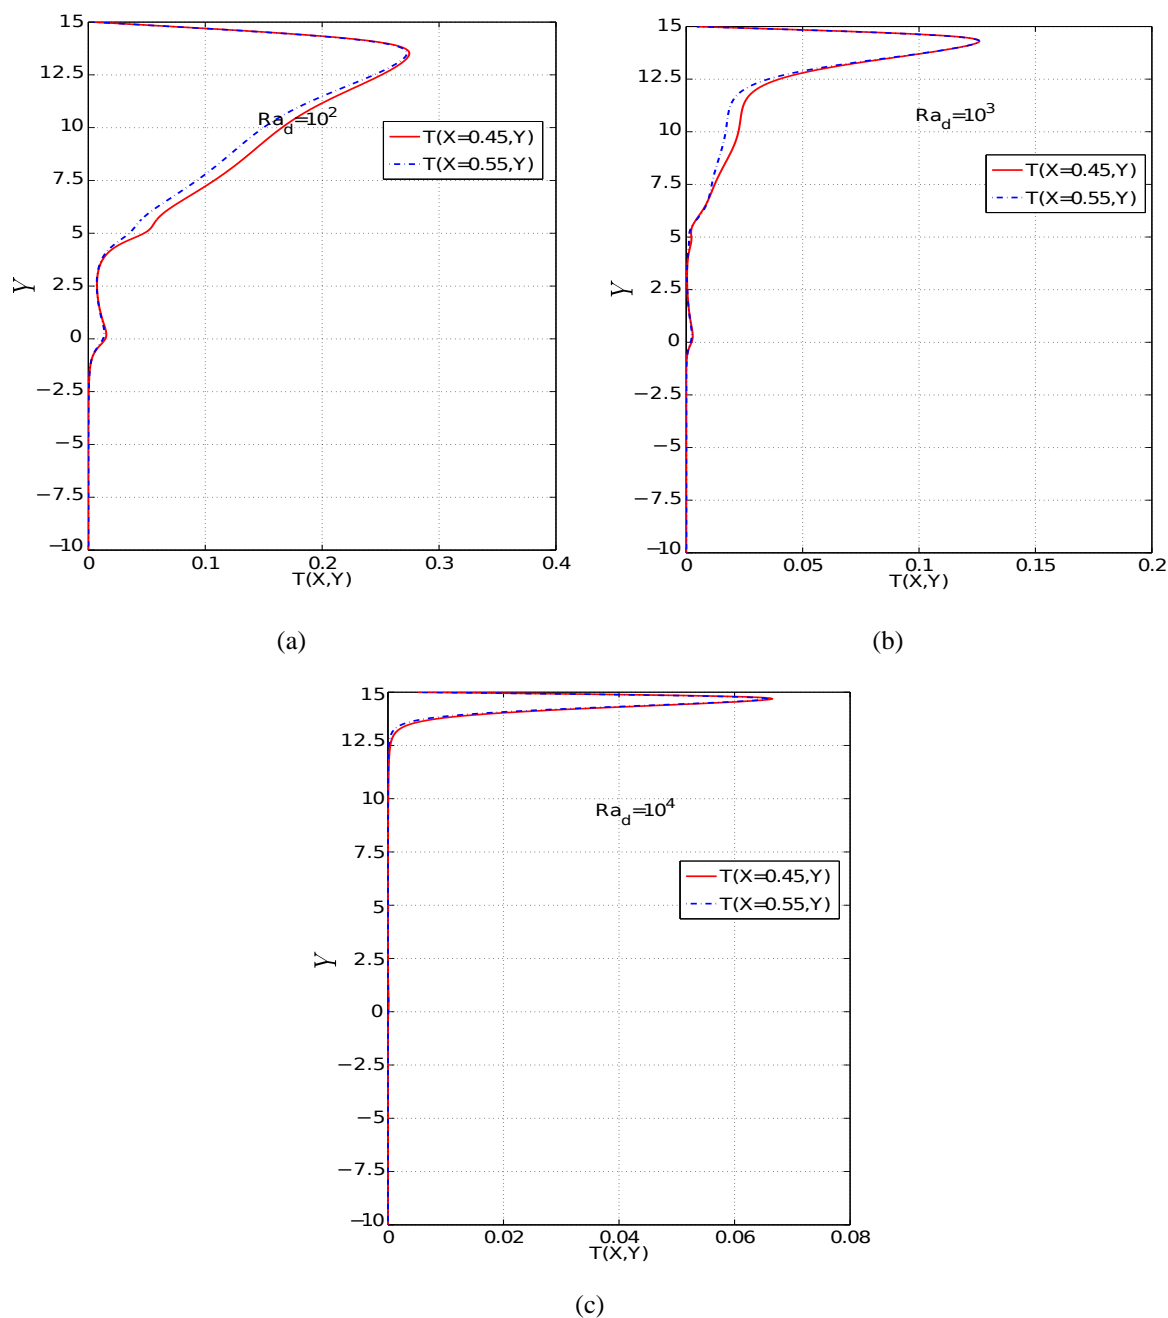 15
12.5
10
7.5
5
2.5
0
−2.5
−5
−7.5
−10
Y
Ra_d=10^2
T(X=0.45,Y)
T(X=0.55,Y)
0 0.1 0.2 0.3 0.4
T(X,Y)
(a)
15
12.5
10
7.5
5
2.5
0
−2.5
−5
−7.5
−10
Y
Ra_d=10^3
T(X=0.45,Y)
T(X=0.55,Y)
0 0.05 0.1 0.15 0.2
T(X,Y)
(b)
15
12.5
10
7.5
5
2.5
0
−2.5
−5
−7.5
−10
Y
Ra_d=10^4
T(X=0.45,Y)
T(X=0.55,Y)
0 0.02 0.04 0.06 0.08
T(X,Y)
(c)